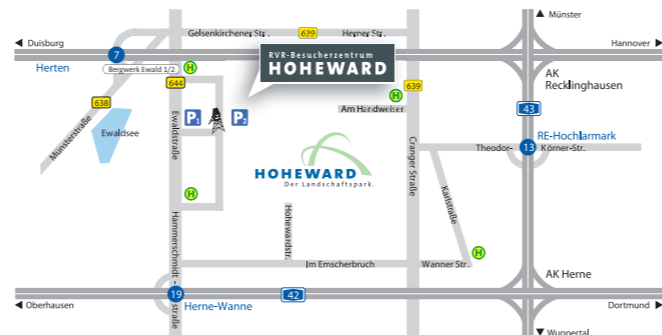 Münster
Gelsenkirchener Str.
639
Herner Str.
Duisburg
Hannover
7
RVR-Besucherzentrum
HOHEWARD
Herten
Bergwerk Ewald 1/2
H
AK
Recklinghausen
644
639
638
H
43
Am Handweiser
P1
P2
Ewaldsee
Münsterstraße
Ewaldstraße
RE-Hochlarmark
Theodor-
13
Körner-Str.
Cranger Straße
HOHEWARD
Der Landschaftspark.
Karlstraße
H
Hohewardstr.
Hammerschmidt-
straße
H
Im Emscherbruch
Wanner Str.
AK Herne
19
42
Oberhausen
Herne-Wanne
Dortmund
Wuppertal